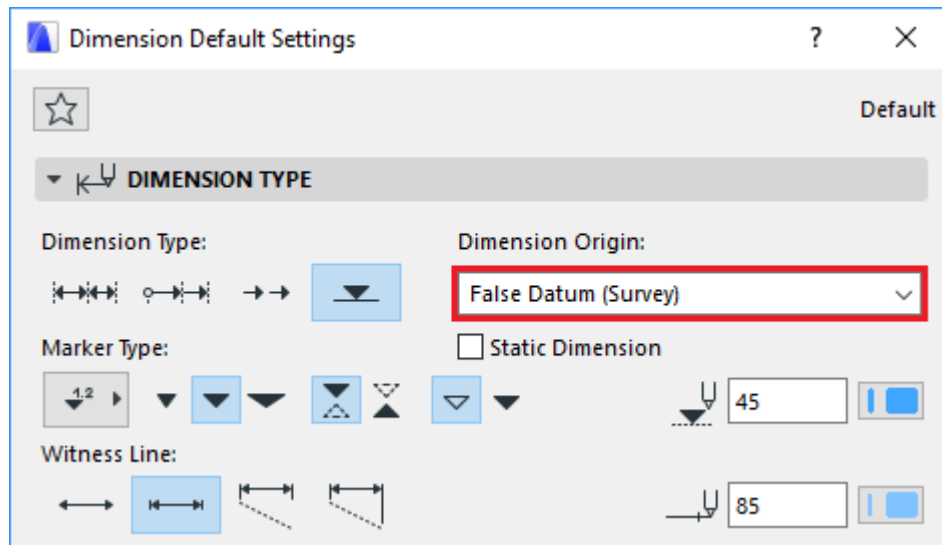 Dimension Default Settings
?
Default
DIMENSION TYPE
Dimension Type:
Dimension Origin:
False Datum (Survey)
Marker Type:
Static Dimension
1.2
45
Witness Line:
85